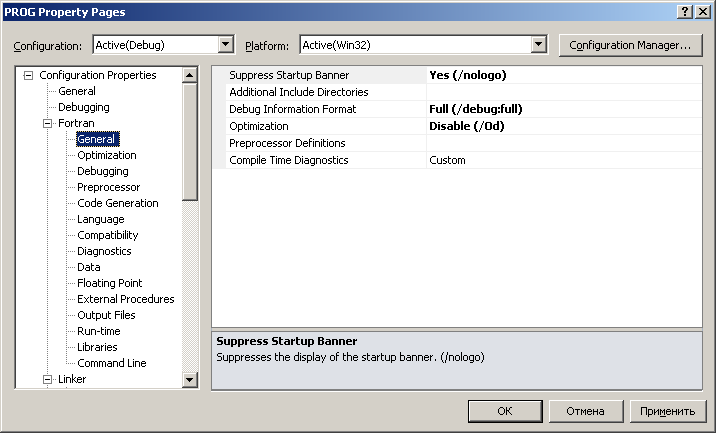 PROG Property Pages
Configuration: Active(Debug) Platform: Active(Win32) Configuration Manager...
Configuration Properties
General
Debugging
Fortran
General
Optimization
Debugging
Preprocessor
Code Generation
Language
Compatibility
Diagnostics
Data
Floating Point
External Procedures
Output Files
Run-time
Libraries
Command Line
Linker
Suppress Startup Banner Yes (/nologo)
Additional Include Directories
Debug Information Format Full (/debug:full)
Optimization Disable (/Od)
Preprocessor Definitions
Compile Time Diagnostics Custom
Suppress Startup Banner
Suppresses the display of the startup banner. (/nologo)
OK Отмена Применить